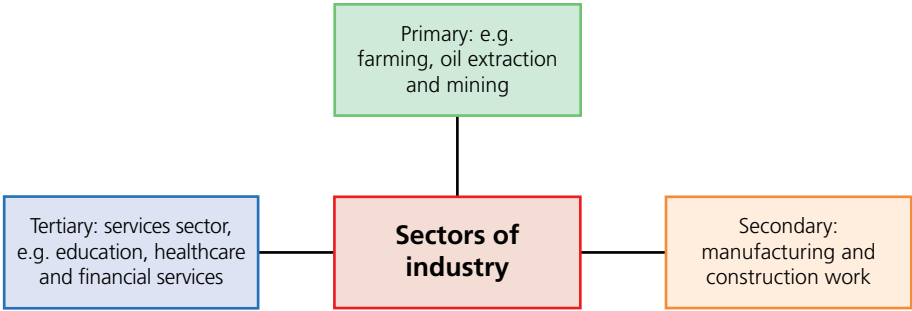 Primary: e.g.
farming, oil extraction
and mining
Tertiary: services sector,
e.g. education, healthcare
and financial services
Sectors of
industry
Secondary:
manufacturing and
construction work